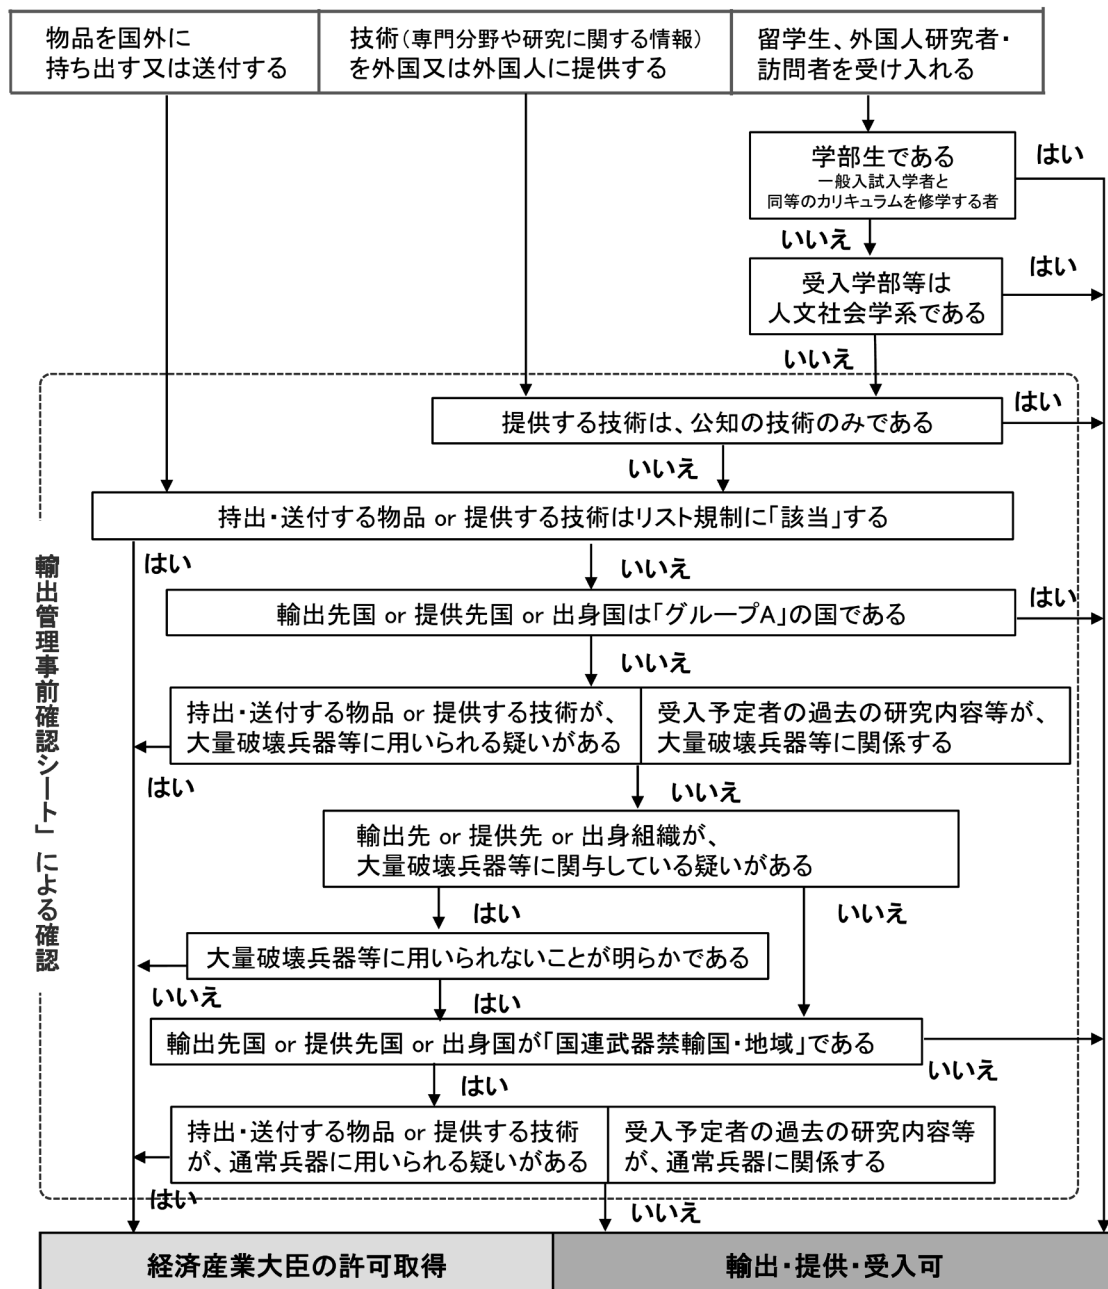 物品を国外に
持ち出す又は送付する
技術(専門分野や研究に関する情報)
を外国又は外国人に提供する
留学生、外国人研究者・
訪問者を受け入れる
学部生である
一般入試入学者と
同等のカリキュラムを修学する者
はい
いいえ
受入学部等は
人文社会学系である
はい
いいえ
提供する技術は、公知の技術のみである
はい
いいえ
持出・送付する物品 or 提供する技術はリスト規制に「該当」する
はい
いいえ
輸出先国 or 提供先国 or 出身国は「グループA」の国である
はい
いいえ
持出・送付する物品 or 提供する技術が、
大量破壊兵器等に用いられる疑いがある
受入予定者の過去の研究内容等が、
大量破壊兵器等に関係する
はい
いいえ
輸出先 or 提供先 or 出身組織が、
大量破壊兵器等に関与している疑いがある
はい
いいえ
大量破壊兵器等に用いられないことが明らかである
いいえ
はい
輸出先国 or 提供先国 or 出身国が「国連武器禁輸国・地域」である
いいえ
はい
持出・送付する物品 or 提供する技術
が、通常兵器に用いられる疑いがある
受入予定者の過去の研究内容等
が、通常兵器に関係する
はい
いいえ
輸出管理事前確認シート」による確認
経済産業大臣の許可取得
輸出・提供・受入可